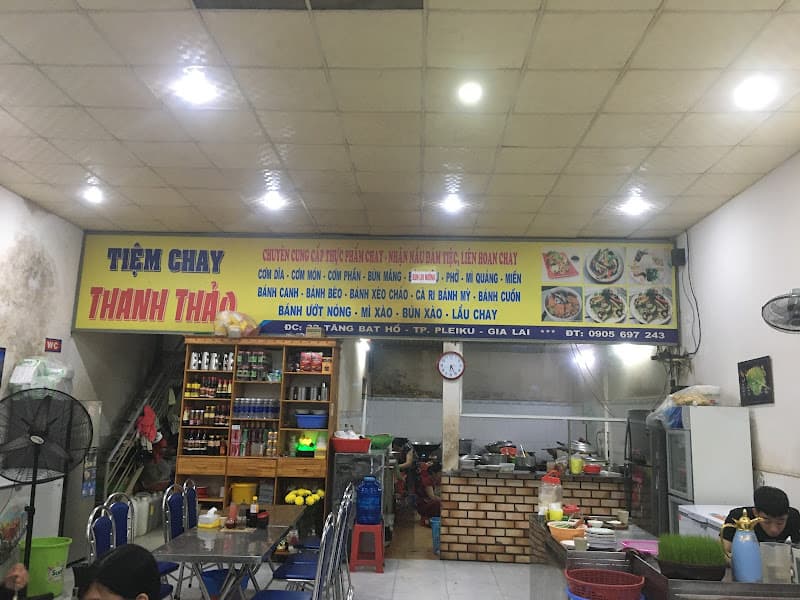 TIỆM CHAY
THANH THẢO
CHUYÊN CUNG CẤP THỰC PHẨM CHAY - NHẬN NẤU ĐÁM TIỆC, LIÊN HOAN CHAY
CƠM DĨA - CƠM MÓN - CƠM PHẦN - BÚN MĂNG - BÚN LỨT NƯỚNG - PHỞ - MÌ QUẢNG - MIẾN
BÁNH CANH - BÁNH BÈO - BÁNH XÈO CHẢO - CÀ RI BÁNH MỲ - BÁNH CUỐN
BÁNH ƯỚT NÓNG - MÌ XÀO - BÚN XÀO - LẨU CHAY
ĐC: TĂNG BẠT HỔ - TP. PLEIKU - GIA LAI *** ĐT: 0905 697 243
WC